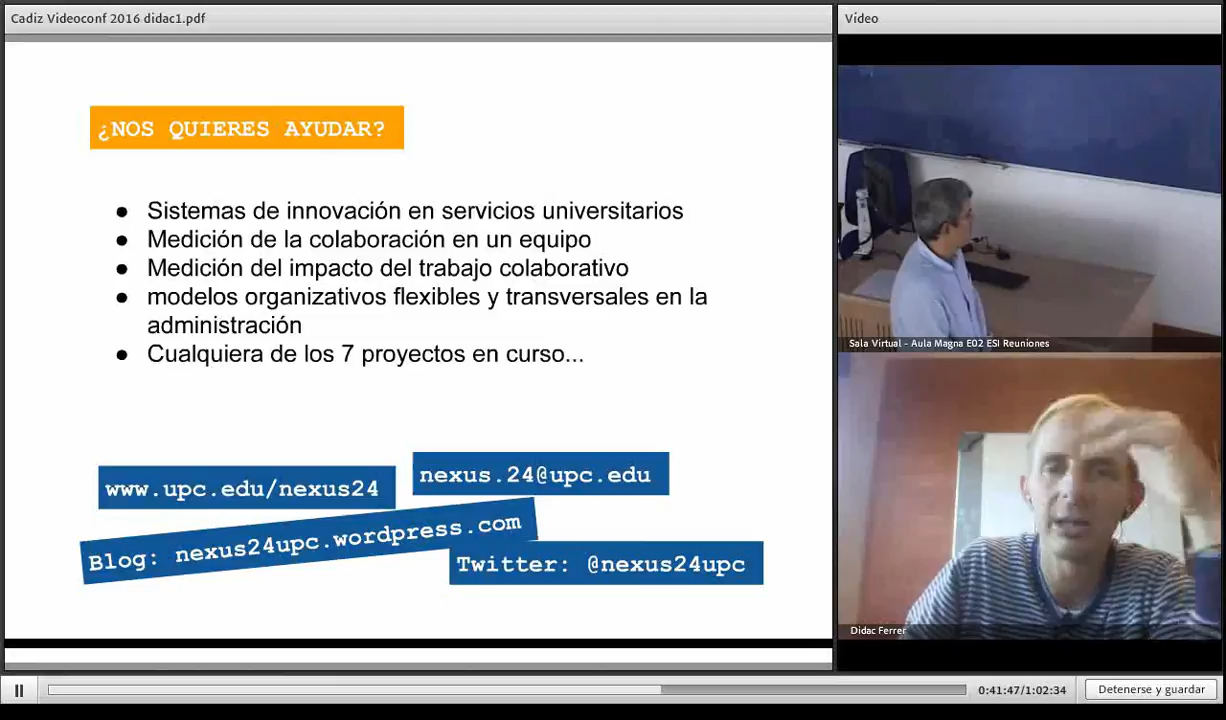 Cadiz Videoconf 2016 didac1.pdf
Vídeo
¿NOS QUIERES AYUDAR?
● Sistemas de innovación en servicios universitarios
● Medición de la colaboración en un equipo
● Medición del impacto del trabajo colaborativo
● modelos organizativos flexibles y transversales en la
administración
● Cualquiera de los 7 proyectos en curso...
www.upc.edu/nexus24
nexus.24@upc.edu
Blog: nexus24upc.wordpress.com
Twitter: @nexus24upc
Sala Virtual - Aula Magna E02 ESI Reuniones
Didac Ferrer
0:41:47/1:02:34
Detenerse y guardar